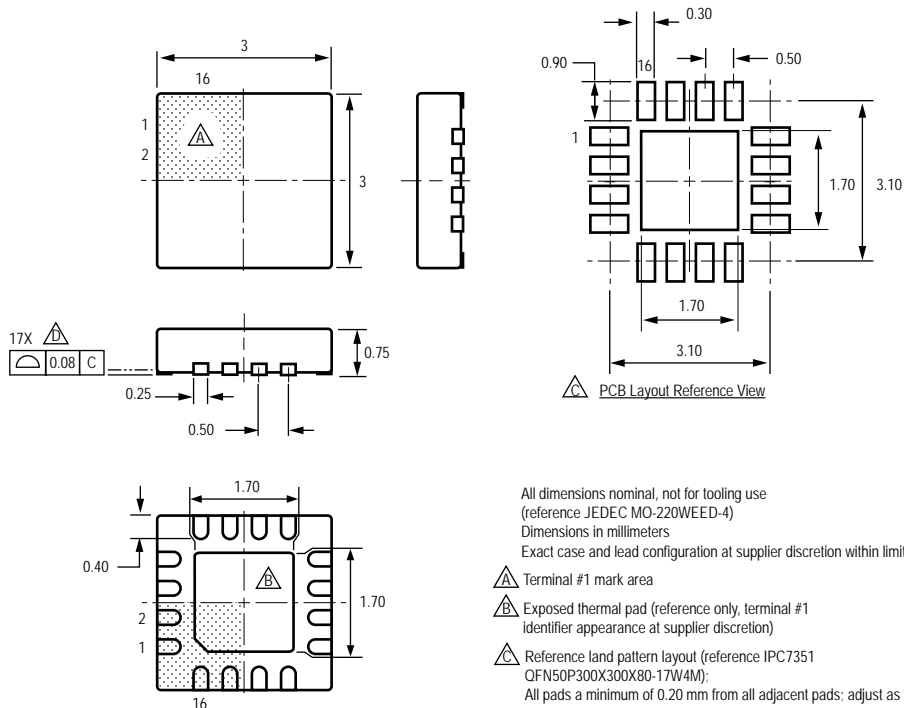 3
16
1
2
A
3
0.30
0.90
16
0.50
1
1.70
3.10
1.70
3.10
C PCB Layout Reference View
17X D
0.08 C
0.75
0.25
0.50
1.70
0.40
B
1.70
2
1
16
All dimensions nominal, not for tooling use
(reference JEDEC MO-220WEED-4)
Dimensions in millimeters
Exact case and lead configuration at supplier discretion within limit
A Terminal #1 mark area
B Exposed thermal pad (reference only, terminal #1
identifier appearance at supplier discretion)
C Reference land pattern layout (reference IPC7351
QFN50P300X300X80-17W4M);
All pads a minimum of 0.20 mm from all adjacent pads; adjust as